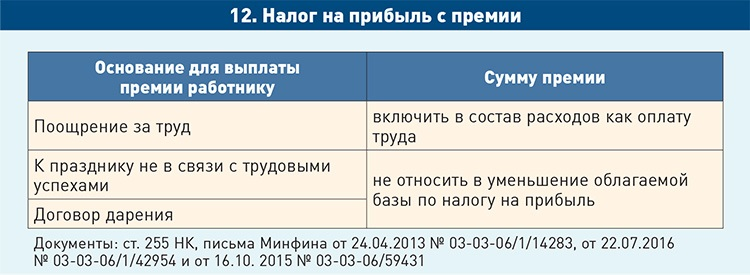 12. Налог на прибыль с премии
Основание для выплаты
премии работнику
Сумму премии
Поощрение за труд
включить в состав расходов как оплату
труда
К празднику не в связи с трудовыми
успехами
не относить в уменьшение облагаемой
базы по налогу на прибыль
Договор дарения
Документы: ст. 255 НК, письма Минфина от 24.04.2013 № 03-03-06/1/14283, от 22.07.2016
№ 03-03-06/1/42954 и от 16.10. 2015 № 03-03-06/59431